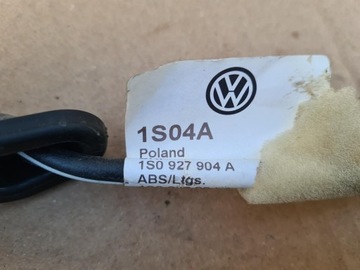 1S04A
Poland
1S0 927 904 A
ABS/Ltgs.